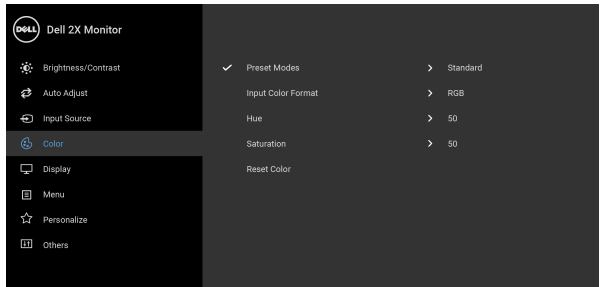 DELL Dell 2X Monitor
Brightness/Contrast
Auto Adjust
Input Source
Color
Display
Menu
Personalize
Others
Preset Modes Standard
Input Color Format RGB
Hue 50
Saturation 50
Reset Color